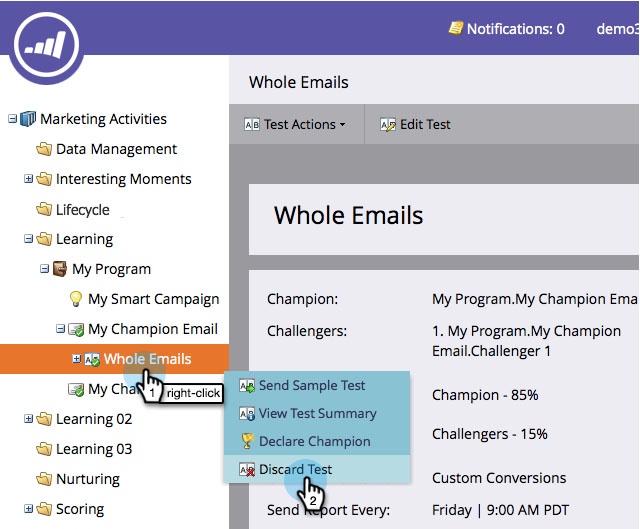 Notifications: 0
demo3
Whole Emails
Marketing Activities
Test Actions
Edit Test
Data Management
Interesting Moments
Lifecycle
Learning
My Program
My Smart Campaign
My Champion Email
Whole Emails
My Cha
Learning 02
Learning 03
Nurturing
Scoring
Whole Emails
Champion: My Program.My Champion Ema
Challengers: 1. My Program.My Champion
Email.Challenger 1
Champion - 85%
Challengers - 15%
Custom Conversions
Send Report Every: Friday | 9:00 AM PDT
1 right-click
Send Sample Test
View Test Summary
Declare Champion
Discard Test
2